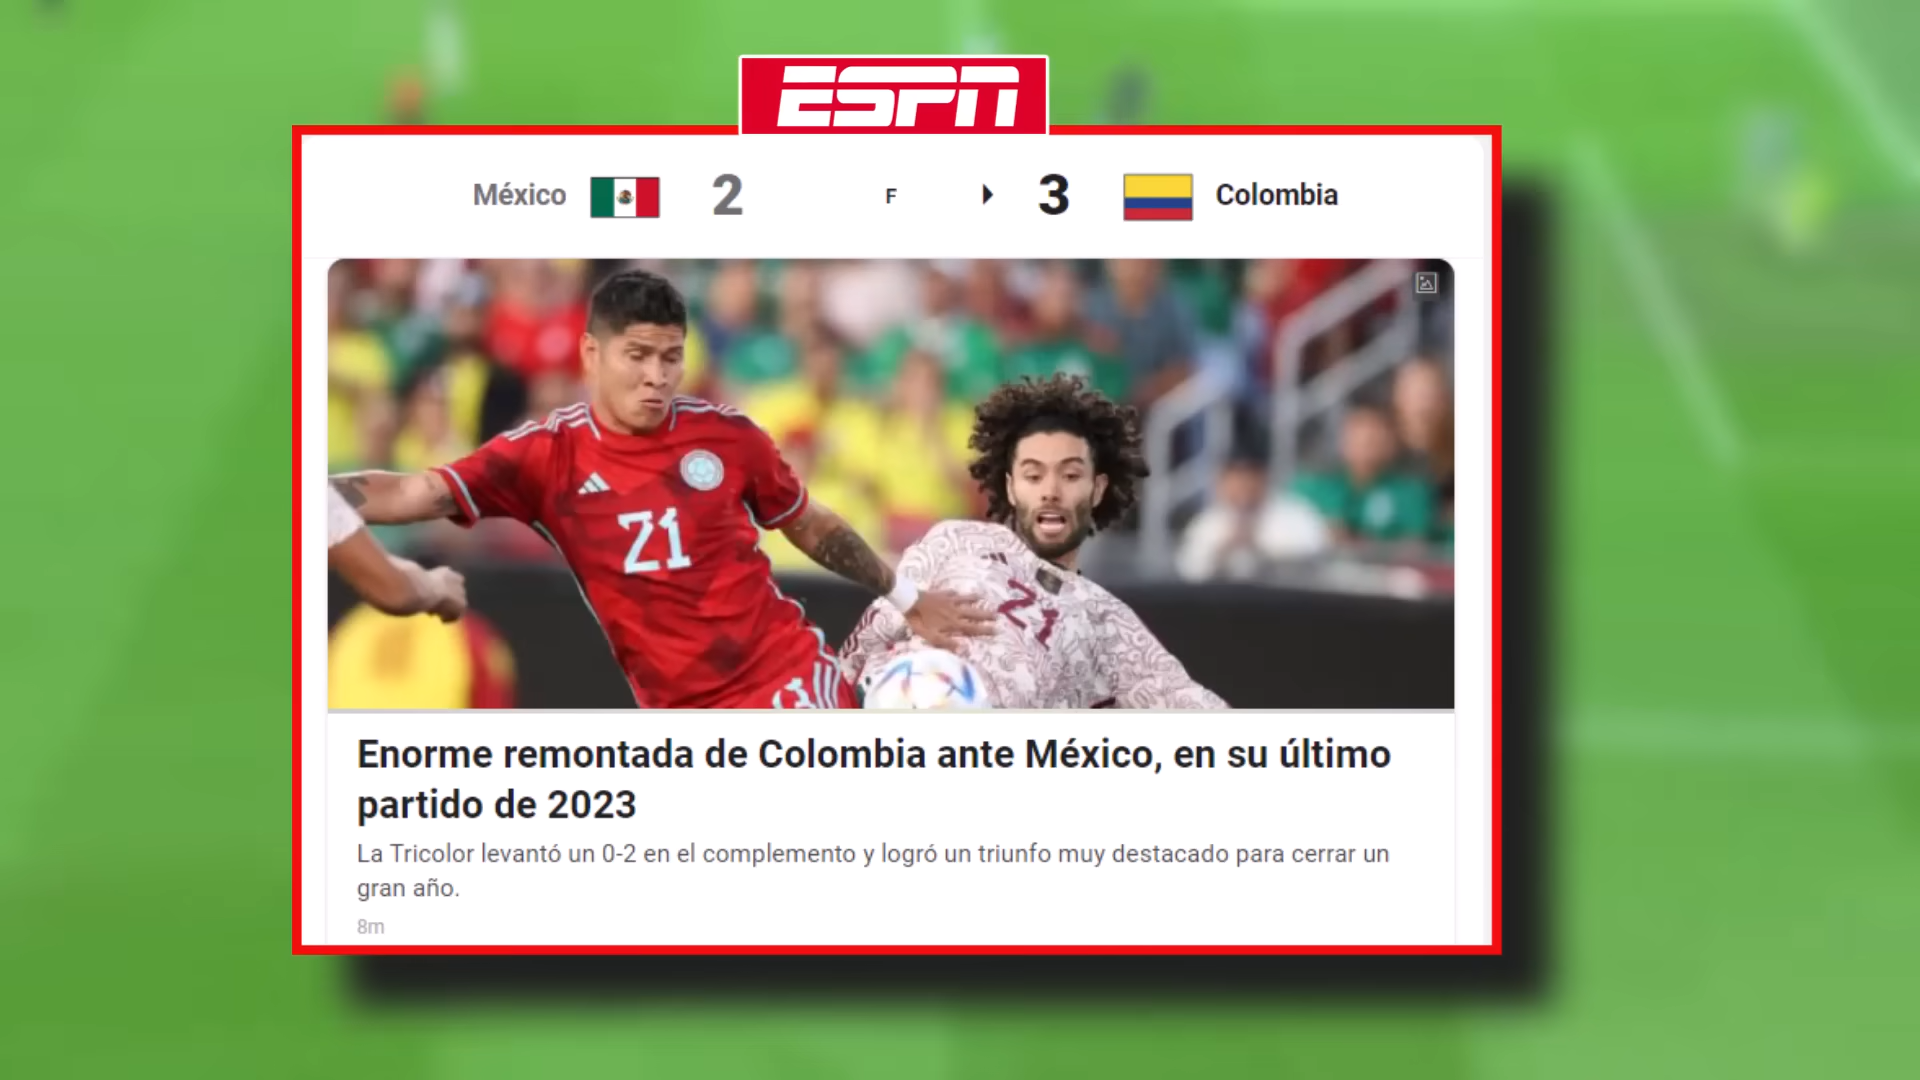 ESPN
México 2 F 3 Colombia
21
21
Enorme remontada de Colombia ante México, en su último
partido de 2023
La Tricolor levantó un 0-2 en el complemento y logró un triunfo muy destacado para cerrar un
gran año.
8m